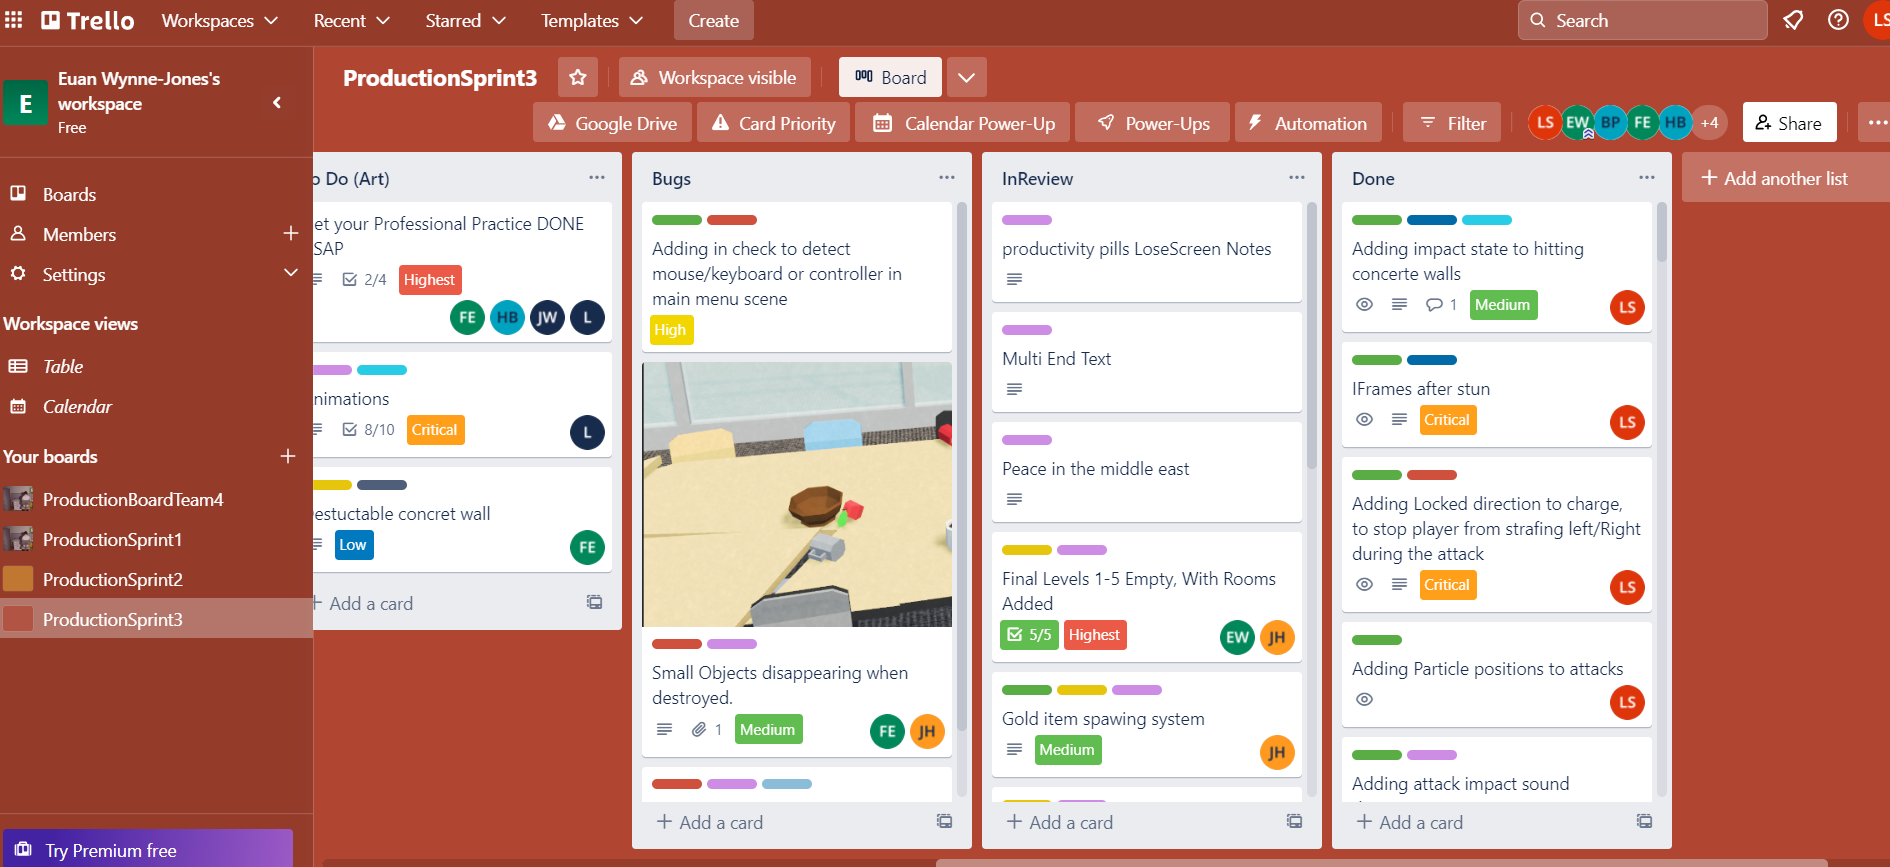 Trello
Workspaces
Recent
Starred
Templates
Create
Search
LS
E
Euan Wynne-Jones's
workspace
Free
Boards
Members
Settings
Workspace views
Table
Calendar
Your boards
ProductionBoardTeam4
ProductionSprint1
ProductionSprint2
ProductionSprint3
Try Premium free
ProductionSprint3
Workspace visible
Board
Google Drive
Card Priority
Calendar Power-Up
Power-Ups
Automation
Filter
LS EW BP FE HB +4
Share
o Do (Art)
et your Professional Practice DONE
SAP
2/4 Highest
FE HB JW L
nimations
8/10 Critical
L
estuctable concret wall
Low
FE
Add a card
Bugs
Adding in check to detect
mouse/keyboard or controller in
main menu scene
High
Small Objects disappearing when
destroyed.
1 Medium
FE JH
Add a card
InReview
productivity pills LoseScreen Notes
Multi End Text
Peace in the middle east
Final Levels 1-5 Empty, With Rooms
Added
5/5 Highest
EW JH
Gold item spawing system
Medium
JH
Add a card
Done
Adding impact state to hitting
concerte walls
1 Medium
LS
IFrames after stun
Critical
LS
Adding Locked direction to charge,
to stop player from strafing left/Right
during the attack
Critical
LS
Adding Particle positions to attacks
LS
Adding attack impact sound
Add a card
Add another list